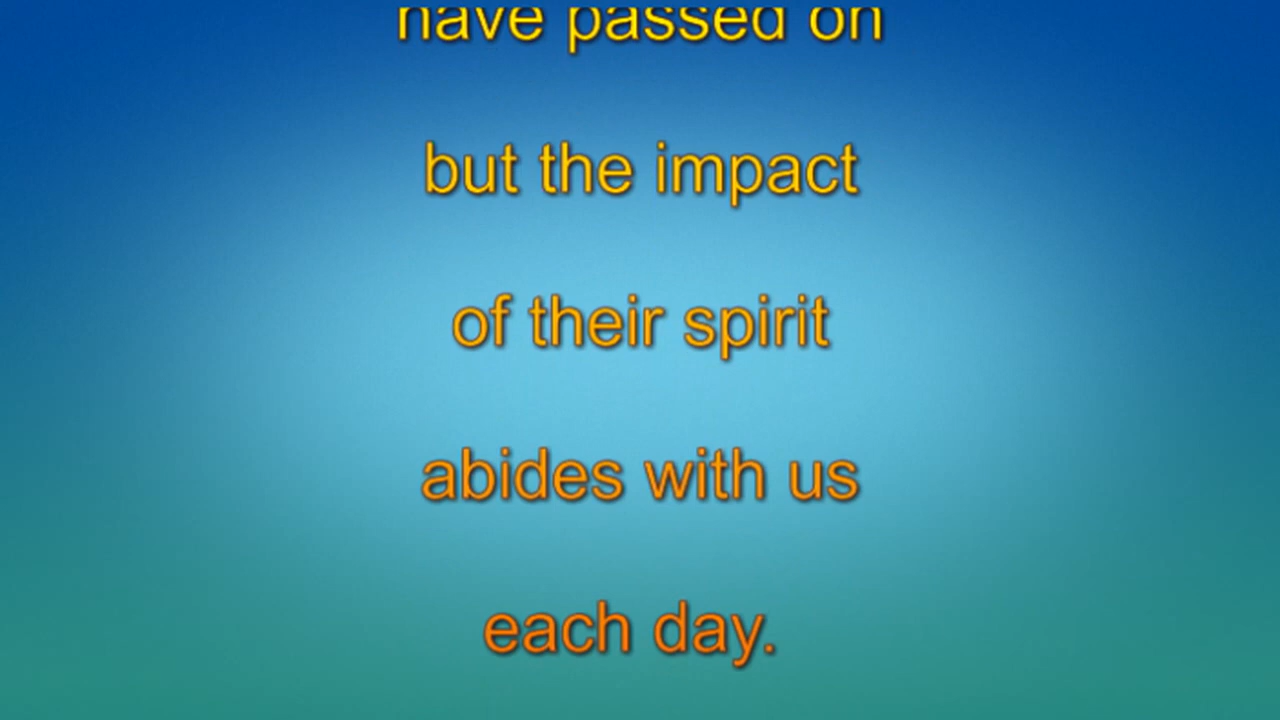 have passed on
but the impact
of their spirit
abides with us
each day.